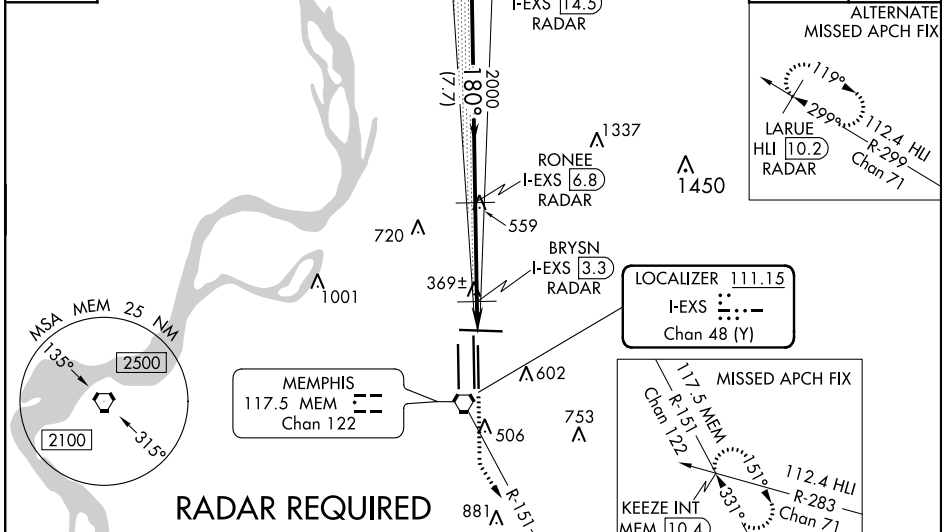 I-EXS 14.5
RADAR
2000
180°
(7.7)
ALTERNATE
MISSED APCH FIX
119°
299°
LARUE
HLI 10.2
RADAR
112.4 HLI
R-299
Chan 71
1337
1450
RONEE
I-EXS 6.8
RADAR
559
720
BRYSN
I-EXS 3.3
RADAR
369±
1001
LOCALIZER 111.15
I-EXS
Chan 48 (Y)
MSA MEM 25 NM
135°
2500
2100
315°
MEMPHIS
117.5 MEM
Chan 122
602
753
506
R-151
881
RADAR REQUIRED
MISSED APCH FIX
117.5 MEM
R-151
Chan 122
151°
331°
112.4 HLI
R-283
Chan 71
KEEZE INT
MEM 10.4